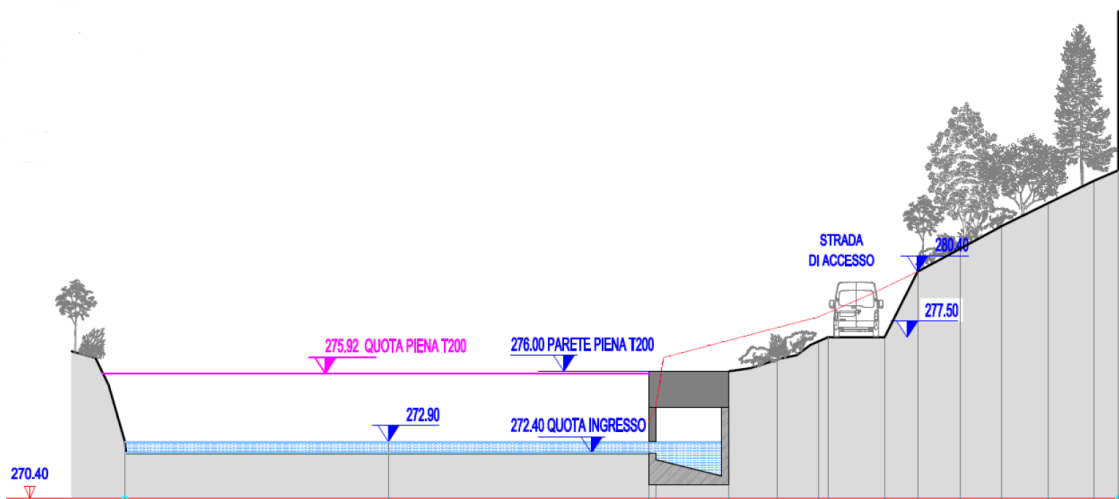 STRADA
DI ACCESSO
280.40
277.50
275.92 QUOTA PIENA T200
276.00 PARETE PIENA T200
272.90
272.40 QUOTA INGRESSO
270.40